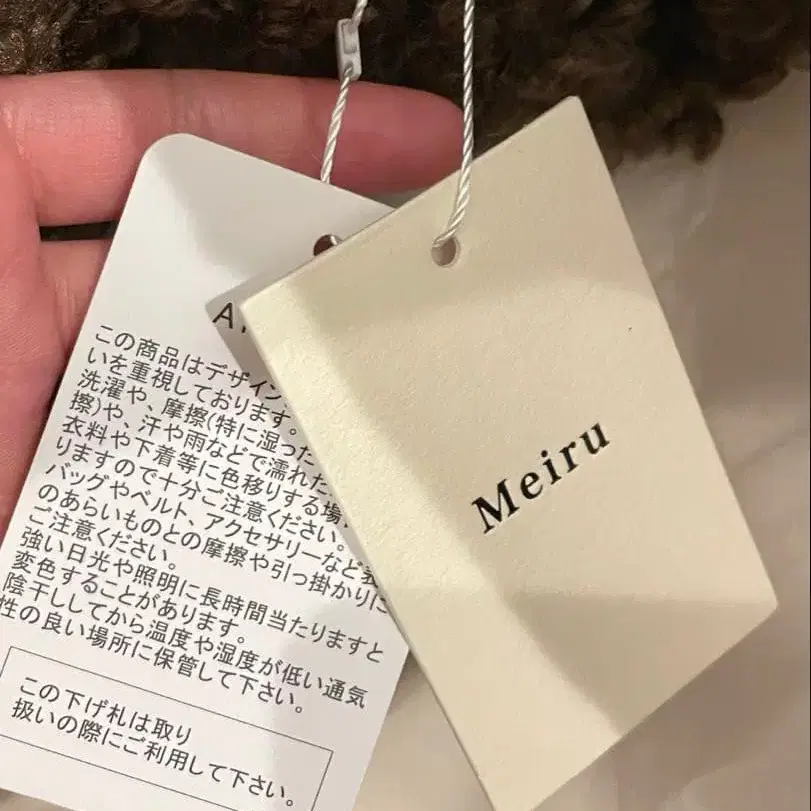 この商品はデザイン
いを重視しております。
洗濯や、摩擦(特に湿った
擦)や、汗や雨などで濡れた
衣料や下着等に色移りする場
りますので十分ご注意ください。
バッグやベルト、アクセサリーなど表
のあらいものとの摩擦や引っ掛かりに
ご注意ください。
強い日光や照明に長時間当たりますと
変色することがあります。
陰干ししてから温度や湿度が低い通気
性の良い場所に保管して下さい。
この下げ札は取り
扱いの際にご利用して下さい。
Meiru